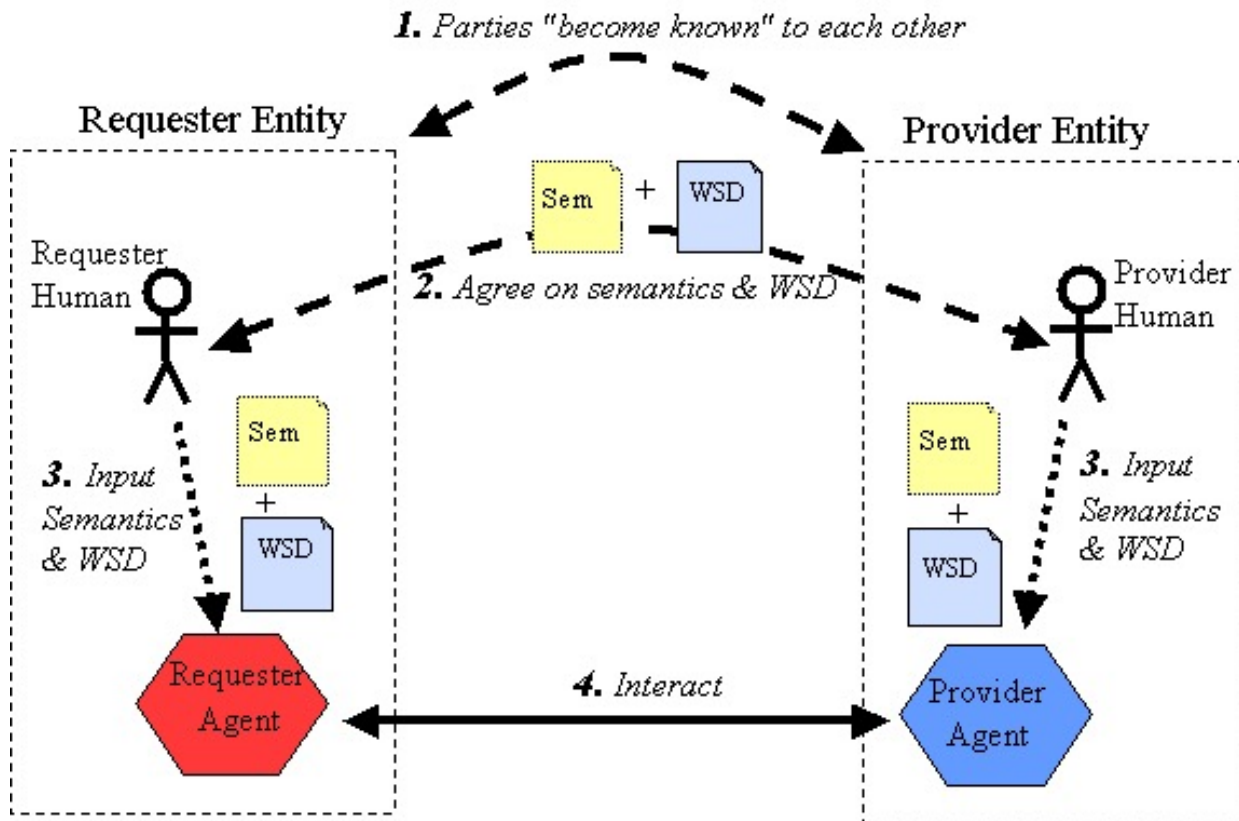 1. Parties "become known" to each other
Requester Entity
Provider Entity
Sem
+
WSD
Requester
Human
2. Agree on semantics & WSD
Provider
Human
Sem
+
WSD
3. Input
Semantics
& WSD
Sem
+
WSD
3. Input
Semantics
& WSD
Requester
Agent
4. Interact
Provider
Agent